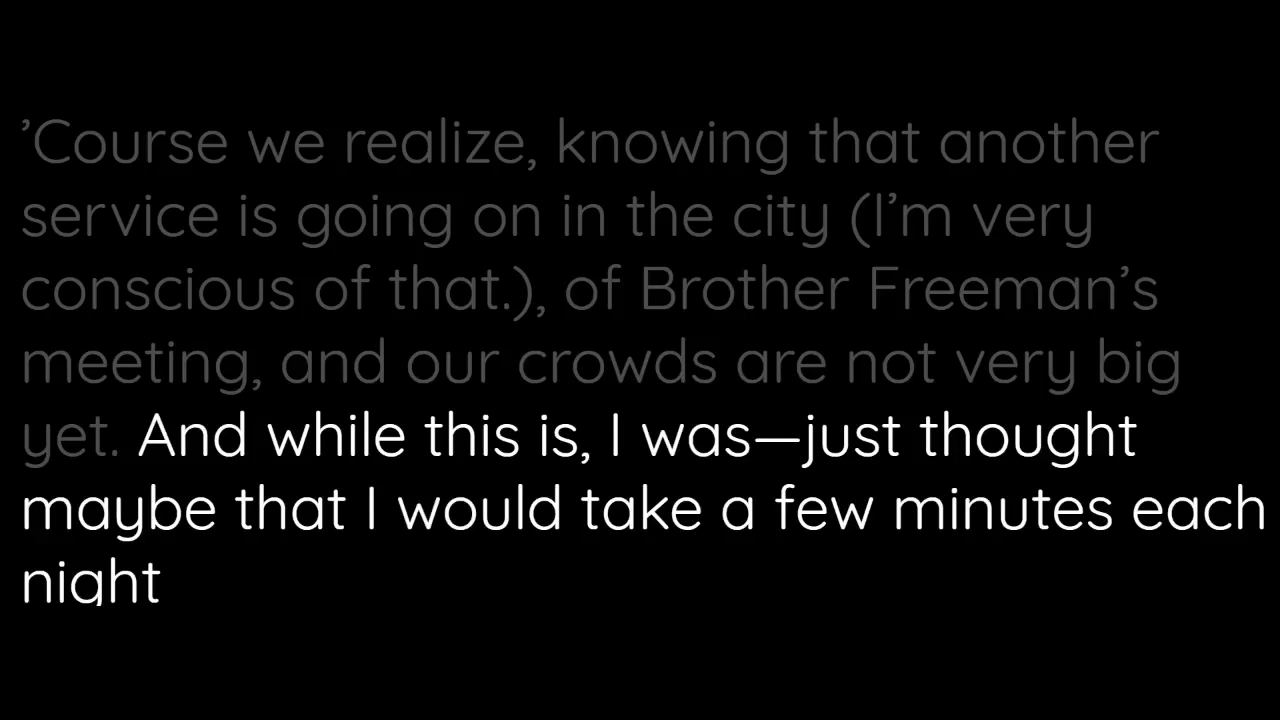 ’Course we realize, knowing that another
service is going on in the city (I’m very
conscious of that.), of Brother Freeman’s
meeting, and our crowds are not very big
yet. And while this is, I was—just thought
maybe that I would take a few minutes each
night